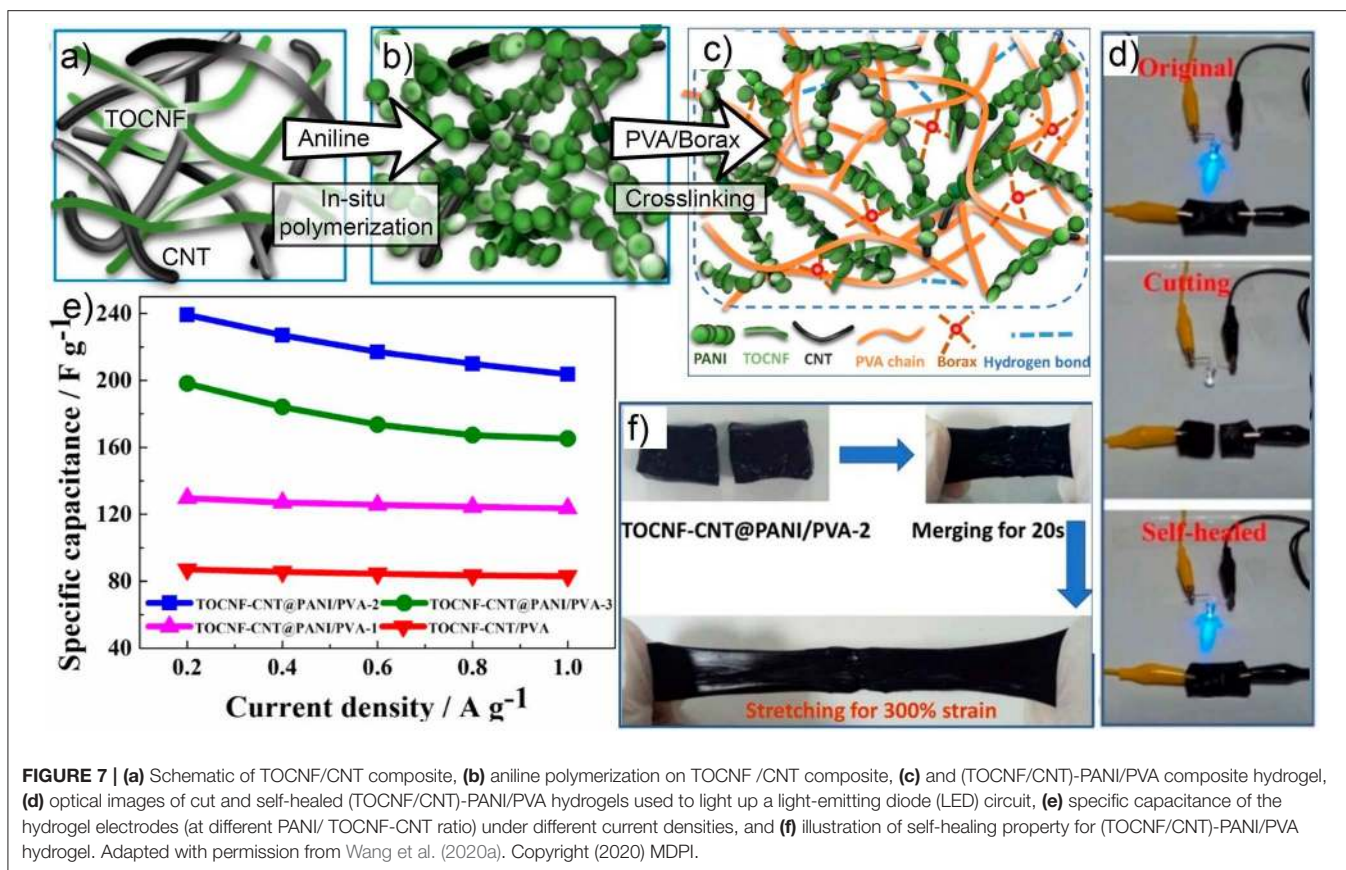 a)
TOCNF
CNT
Aniline
In-situ
polymerization
b)
PVA/Borax
Crosslinking
c)
PANI TOCNF CNT PVA chain Borax Hydrogen bond
d)
Original
Cutting
Self-healed
e)
Specific capacitance / F g⁻¹
240
200
160
120
80
40
TOCNF-CNT@PANI/PVA-2 TOCNF-CNT@PANI/PVA-3
TOCNF-CNT@PANI/PVA-1 TOCNF-CNT/PVA
0.2 0.4 0.6 0.8 1.0
Current density / A g⁻¹
f)
TOCNF-CNT@PANI/PVA-2 Merging for 20s
Stretching for 300% strain
FIGURE 7 | (a) Schematic of TOCNF/CNT composite, (b) aniline polymerization on TOCNF /CNT composite, (c) and (TOCNF/CNT)-PANI/PVA composite hydrogel,
(d) optical images of cut and self-healed (TOCNF/CNT)-PANI/PVA hydrogels used to light up a light-emitting diode (LED) circuit, (e) specific capacitance of the
hydrogel electrodes (at different PANI/ TOCNF-CNT ratio) under different current densities, and (f) illustration of self-healing property for (TOCNF/CNT)-PANI/PVA
hydrogel. Adapted with permission from Wang et al. (2020a). Copyright (2020) MDPI.